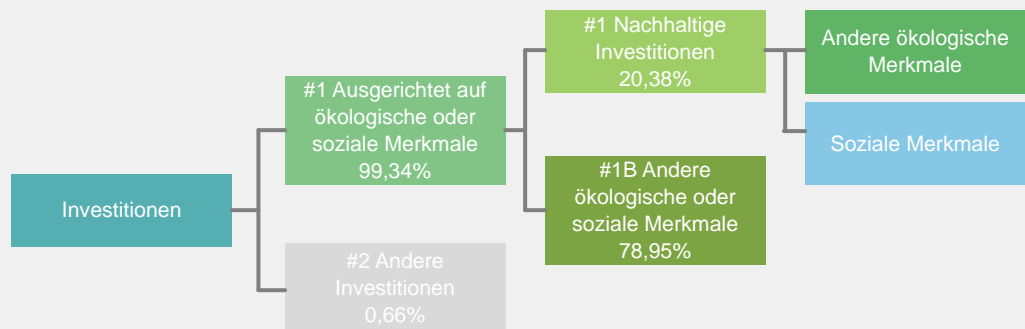 Investitionen
#1 Ausgerichtet auf
ökologische oder
soziale Merkmale
99,34%
#2 Andere
Investitionen
0,66%
#1 Nachhaltige
Investitionen
20,38%
#1B Andere
ökologische oder
soziale Merkmale
78,95%
Andere ökologische
Merkmale
Soziale Merkmale